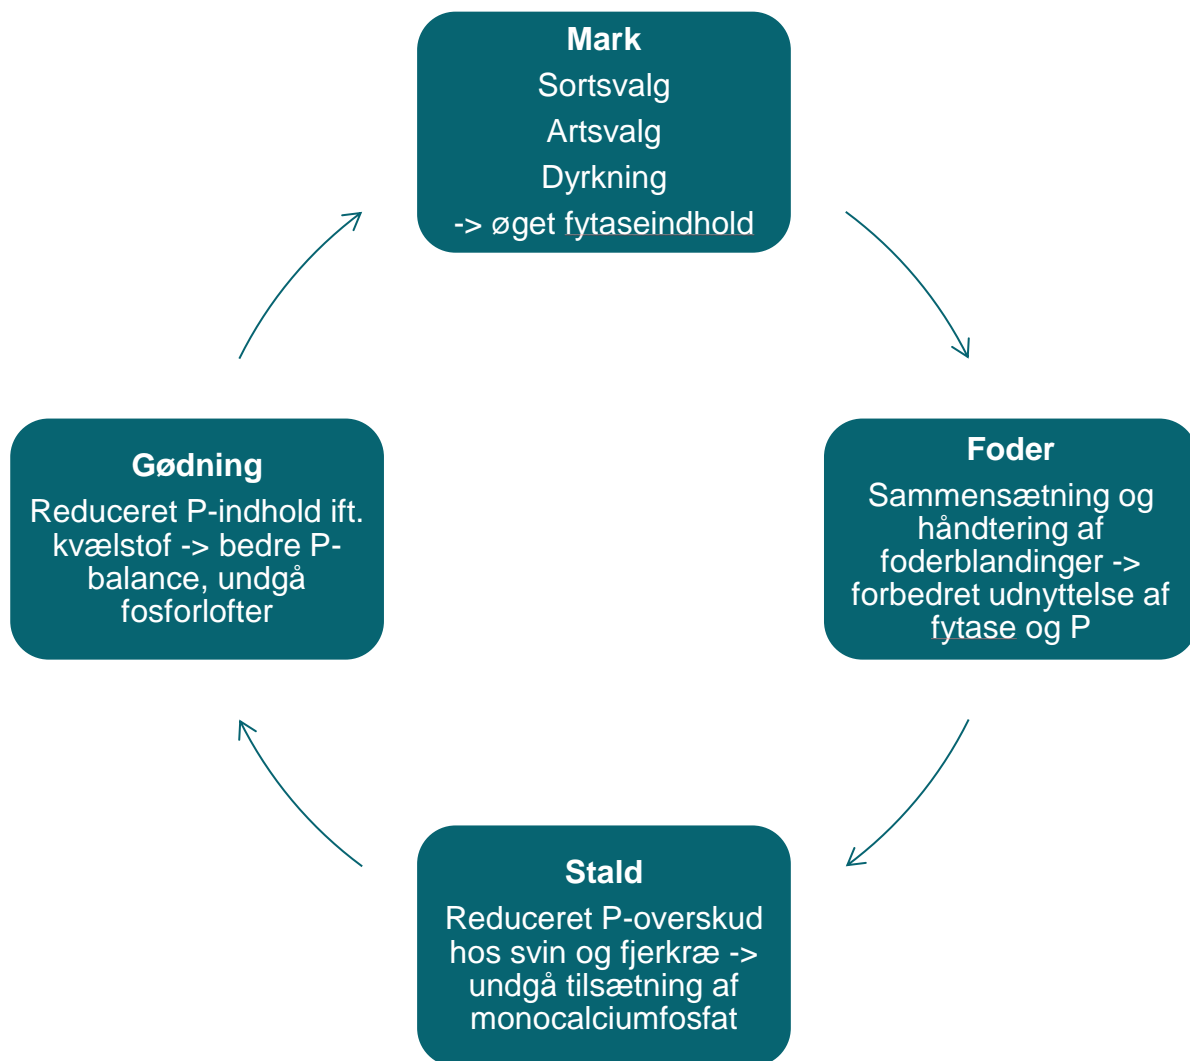 Mark
Sortsvalg
Artsvalg
Dyrkning
-> øget fytaseindhold
Foder
Sammensætning og
håndtering af
foderblandinger ->
forbedret udnyttelse af
fytase og P
Stald
Reduceret P-overskud
hos svin og fjerkræ ->
undgå tilsætning af
monocalciumfosfat
Gødning
Reduceret P-indhold ift.
kvælstof -> bedre P-
balance, undgå
fosforlofter